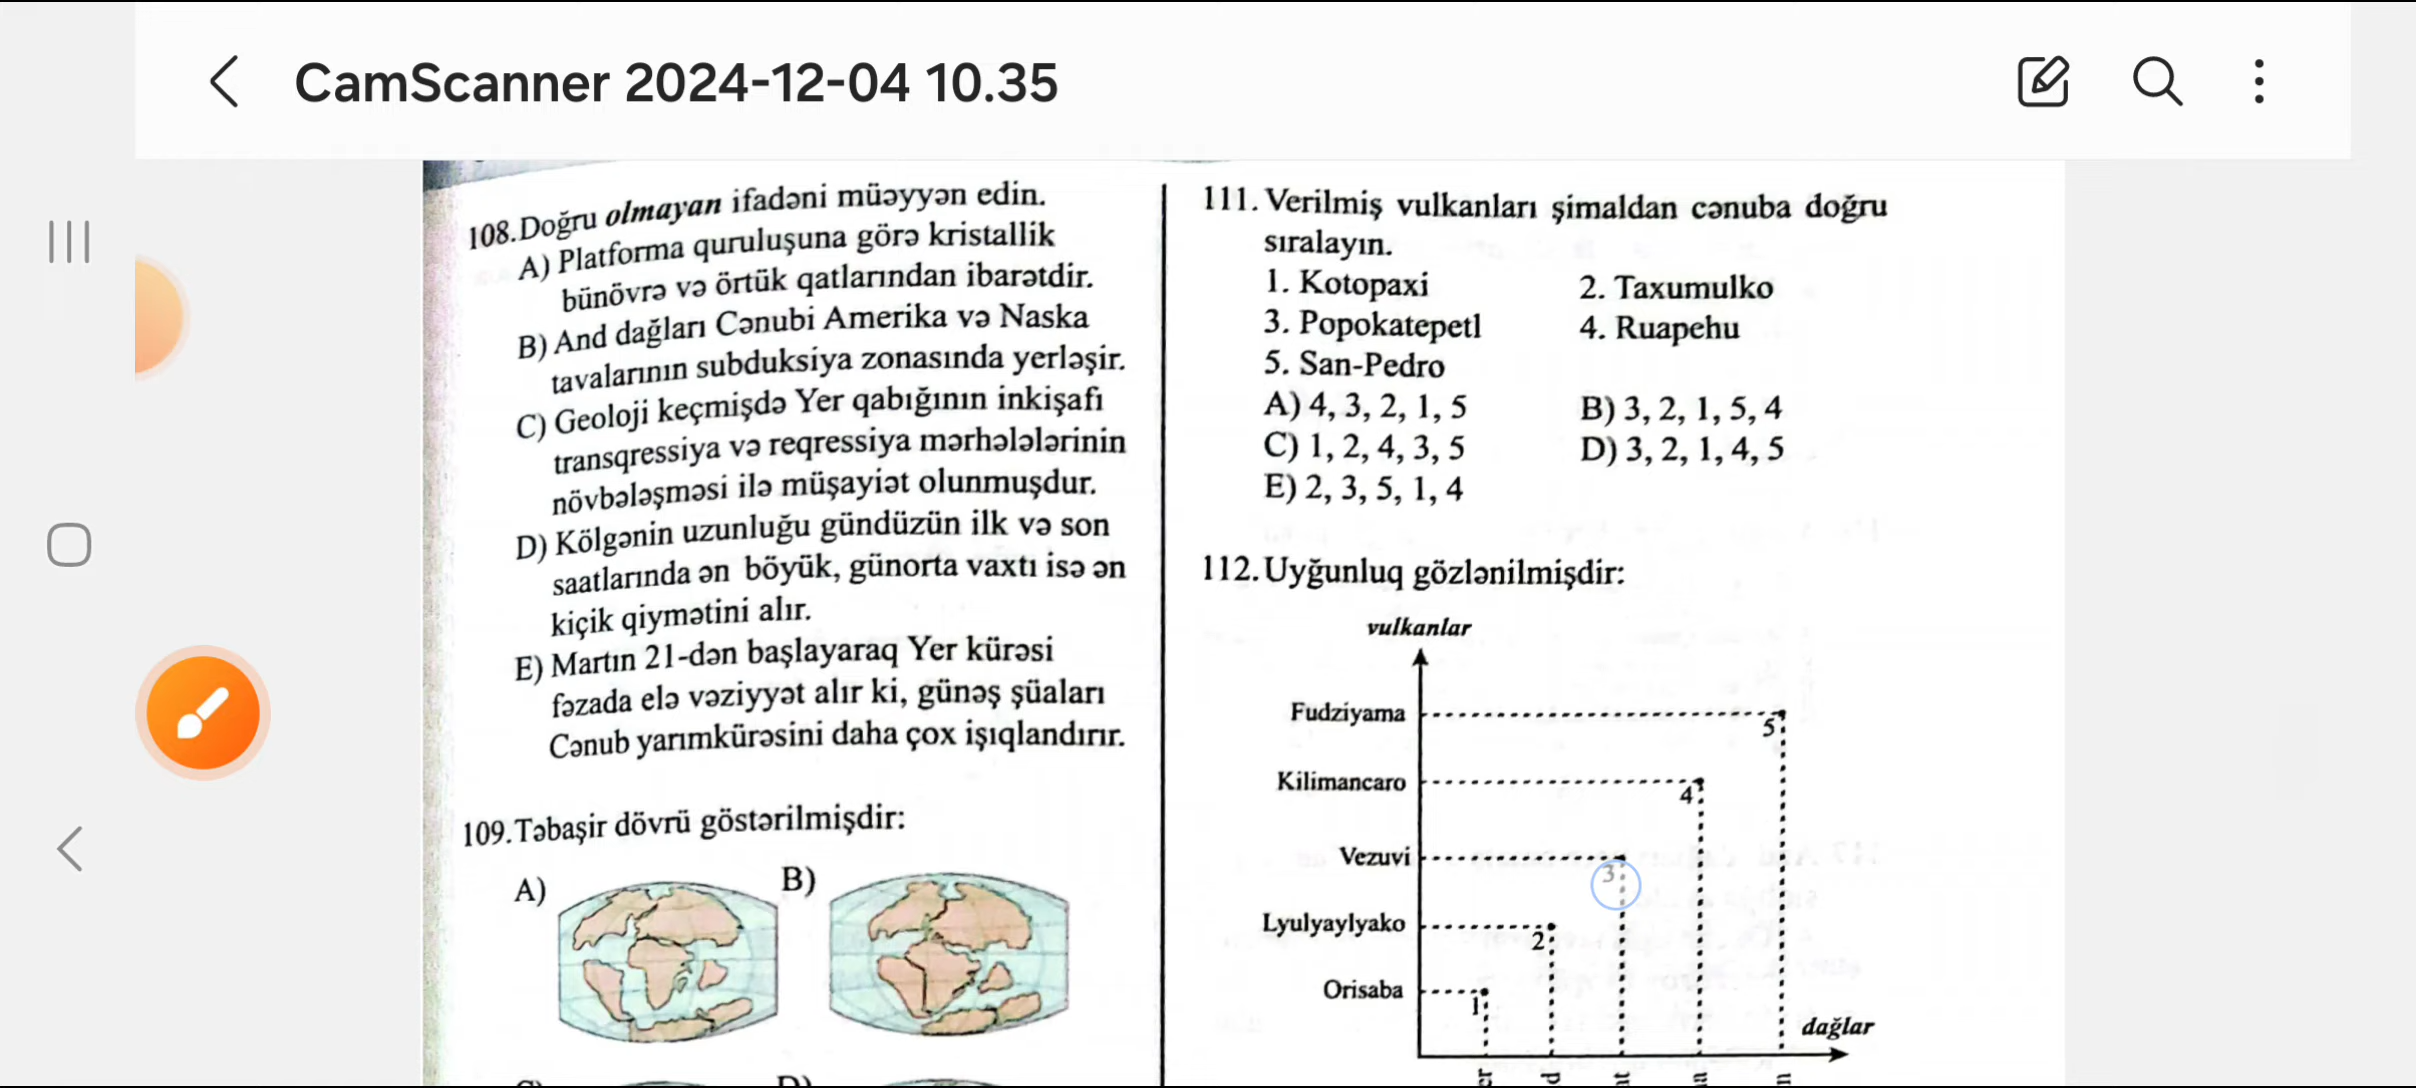 CamScanner 2024-12-04 10.35
108.Doğru olmayan ifadəni müəyyən edin.
A) Platforma quruluşuna görə kristallik
bünövrə və örtük qatlarından ibarətdir.
B) And dağları Cənubi Amerika və Naska
tavalarının subduksiya zonasında yerləşir.
C) Geoloji keçmişdə Yer qabığının inkişafı
transqressiya və reqressiya mərhələlərinin
növbələşməsi ilə müşayiət olunmuşdur.
D) Kölgənin uzunluğu gündüzün ilk və son
saatlarında ən böyük, günorta vaxtı isə ən
kiçik qiymətini alır.
E) Martın 21-dən başlayaraq Yer kürəsi
fəzada elə vəziyyət alır ki, günəş şüaları
Cənub yarımkürəsini daha çox işıqlandırır.
109.Təbaşir dövrü göstərilmişdir:
A)
B)
111. Verilmiş vulkanları şimaldan cənuba doğru
sıralayın.
1. Kotopaxi 2. Taxumulko
3. Popokatepetl 4. Ruapehu
5. San-Pedro
A) 4, 3, 2, 1, 5 B) 3, 2, 1, 5, 4
C) 1, 2, 4, 3, 5 D) 3, 2, 1, 4, 5
E) 2, 3, 5, 1, 4
112. Uyğunluq gözlənilmişdir:
vulkanlar
Fudziyama 5
Kilimancaro 4
Vezuvi 3
Lyulyaylyako 2
Orisaba 1
dağlar